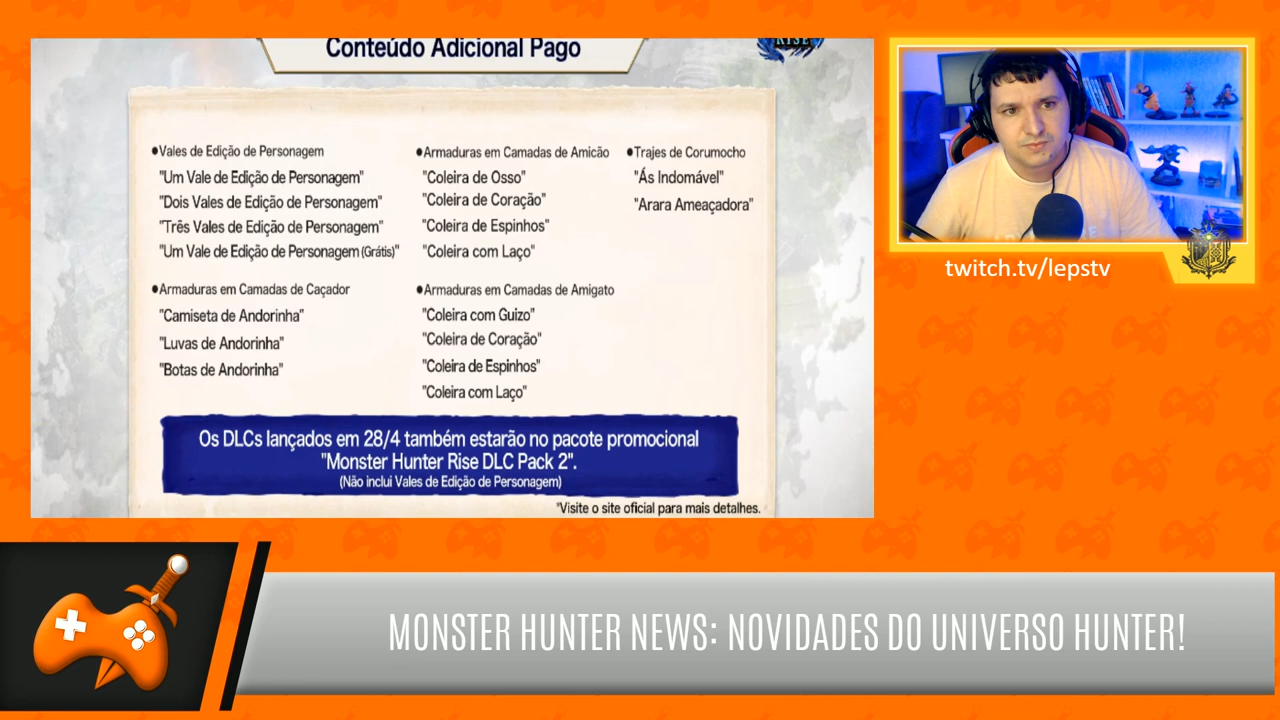 Conteúdo Adicional Pago
RISE
●Vales de Edição de Personagem
"Um Vale de Edição de Personagem"
"Dois Vales de Edição de Personagem"
"Três Vales de Edição de Personagem"
"Um Vale de Edição de Personagem (Grátis)"
●Armaduras em Camadas de Caçador
"Camiseta de Andorinha"
"Luvas de Andorinha"
"Botas de Andorinha"
●Armaduras em Camadas de Amicão
"Coleira de Osso"
"Coleira de Coração"
"Coleira de Espinhos"
"Coleira com Laço"
●Armaduras em Camadas de Amigato
"Coleira com Guizo"
"Coleira de Coração"
"Coleira de Espinhos"
"Coleira com Laço"
●Trajes de Corumocho
"Ás Indomável"
"Arara Ameaçadora"
Os DLCs lançados em 28/4 também estarão no pacote promocional
"Monster Hunter Rise DLC Pack 2".
(Não inclui Vales de Edição de Personagem)
*Visite o site oficial para mais detalhes.
twitch.tv/lepstv
MONSTER HUNTER NEWS: NOVIDADES DO UNIVERSO HUNTER!